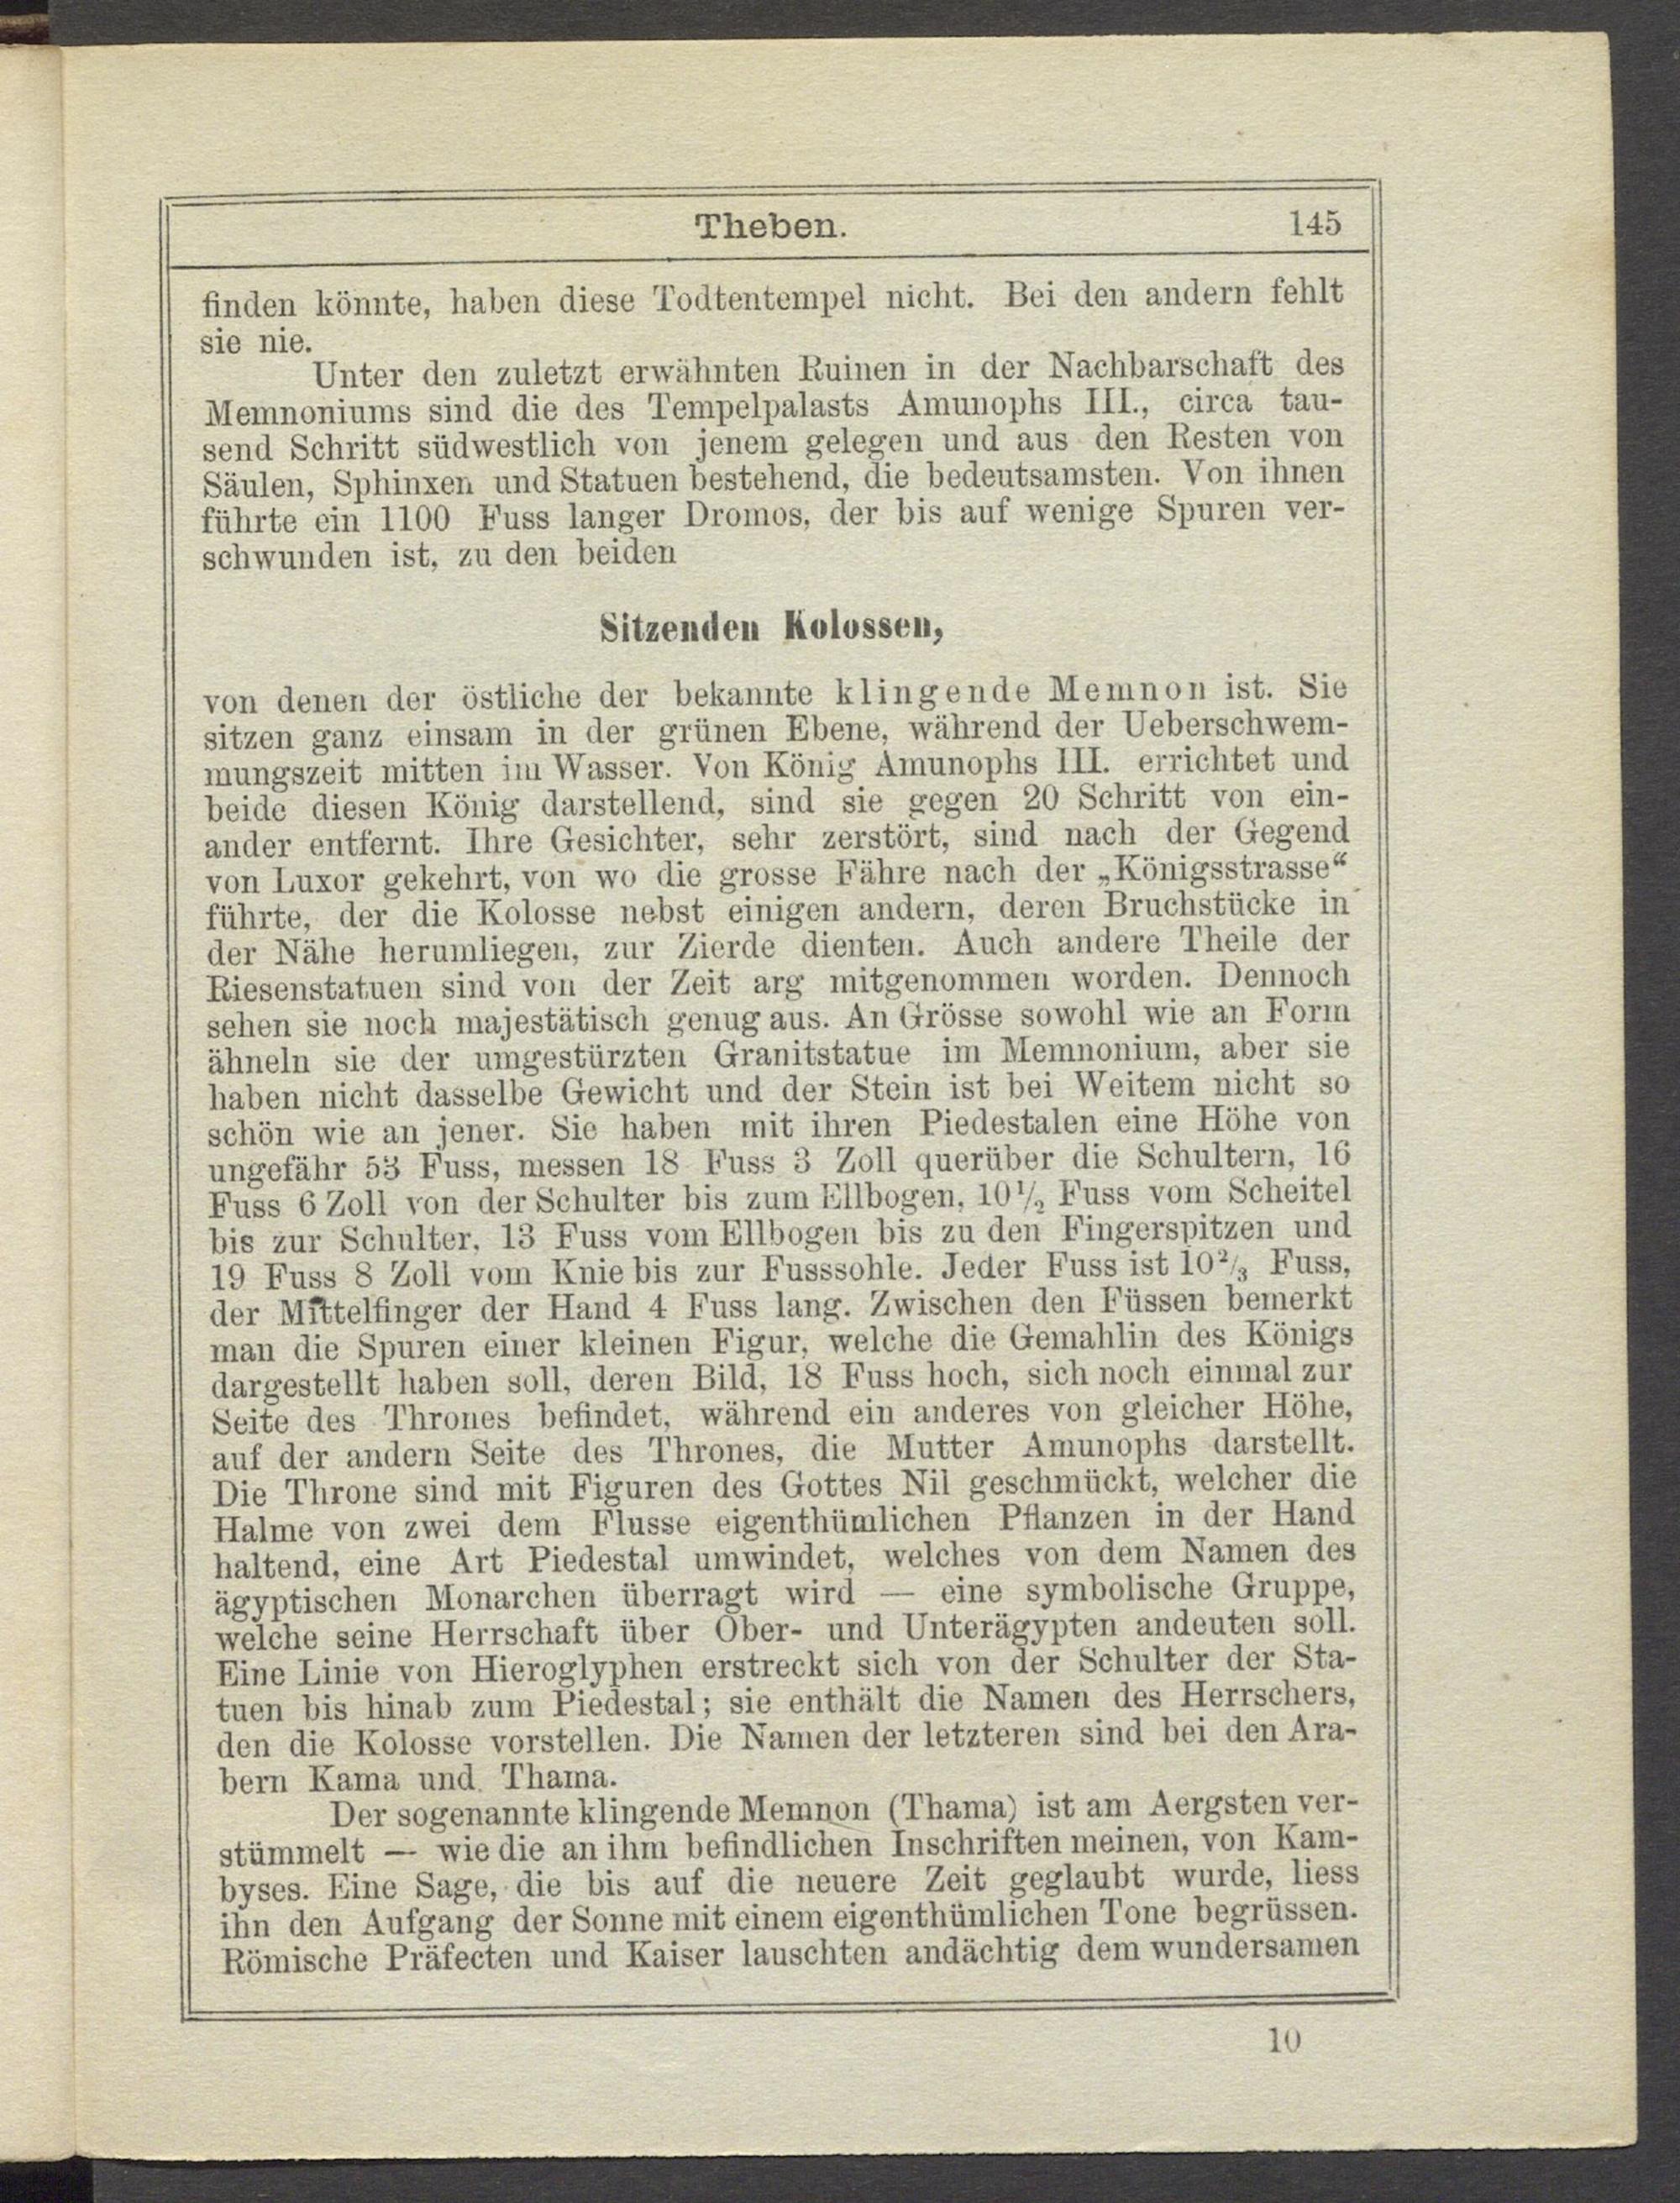 Theben. 145
finden könnte, haben diese Todtentempel nicht. Bei den andern fehlt
sie nie.
Unter den zuletzt erwähnten Ruinen in der Nachbarschaft des
Memnoniums sind die des Tempelpalasts Amunophs III., circa tau-
send Schritt südwestlich von jenem gelegen und aus den Resten von
Säulen, Sphinxen und Statuen bestehend, die bedeutsamsten. Von ihnen
führte ein 1100 Fuss langer Dromos, der bis auf wenige Spuren ver-
schwunden ist, zu den beiden
Sitzenden Kolossen,
von denen der östliche der bekannte klingende Memnon ist. Sie
sitzen ganz einsam in der grünen Ebene, während der Ueberschwem-
mungszeit mitten im Wasser. Von König Amunophs III. errichtet und
beide diesen König darstellend, sind sie gegen 20 Schritt von ein-
ander entfernt. Ihre Gesichter, sehr zerstört, sind nach der Gegend
von Luxor gekehrt, von wo die grosse Fähre nach der „Königsstrasse“
führte, der die Kolosse nebst einigen andern, deren Bruchstücke in
der Nähe herumliegen, zur Zierde dienten. Auch andere Theile der
Riesenstatuen sind von der Zeit arg mitgenommen worden. Dennoch
sehen sie noch majestätisch genug aus. An Grösse sowohl wie an Form
ähneln sie der umgestürzten Granitstatue im Memnonium, aber sie
haben nicht dasselbe Gewicht und der Stein ist bei Weitem nicht so
schön wie an jener. Sie haben mit ihren Piedestalen eine Höhe von
ungefähr 53 Fuss, messen 18 Fuss 3 Zoll querüber die Schultern, 16
Fuss 6 Zoll von der Schulter bis zum Ellbogen, 10½ Fuss vom Scheitel
bis zur Schulter, 13 Fuss vom Ellbogen bis zu den Fingerspitzen und
19 Fuss 8 Zoll vom Knie bis zur Fusssohle. Jeder Fuss ist 10⅔ Fuss,
der Mittelfinger der Hand 4 Fuss lang. Zwischen den Füssen bemerkt
man die Spuren einer kleinen Figur, welche die Gemahlin des Königs
dargestellt haben soll, deren Bild, 18 Fuss hoch, sich noch einmal zur
Seite des Thrones befindet, während ein anderes von gleicher Höhe,
auf der andern Seite des Thrones, die Mutter Amunophs darstellt.
Die Throne sind mit Figuren des Gottes Nil geschmückt, welcher die
Halme von zwei dem Flusse eigenthümlichen Pflanzen in der Hand
haltend, eine Art Piedestal umwindet, welches von dem Namen des
ägyptischen Monarchen überragt wird — eine symbolische Gruppe,
welche seine Herrschaft über Ober- und Unterägypten andeuten soll.
Eine Linie von Hieroglyphen erstreckt sich von der Schulter der Sta-
tuen bis hinab zum Piedestal; sie enthält die Namen des Herrschers,
den die Kolosse vorstellen. Die Namen der letzteren sind bei den Ara-
bern Kama und Thama.
Der sogenannte klingende Memnon (Thama) ist am Aergsten ver-
stümmelt — wie die an ihm befindlichen Inschriften meinen, von Kam-
byses. Eine Sage, die bis auf die neuere Zeit geglaubt wurde, liess
ihn den Aufgang der Sonne mit einem eigenthümlichen Tone begrüssen.
Römische Präfecten und Kaiser lauschten andächtig dem wundersamen
10